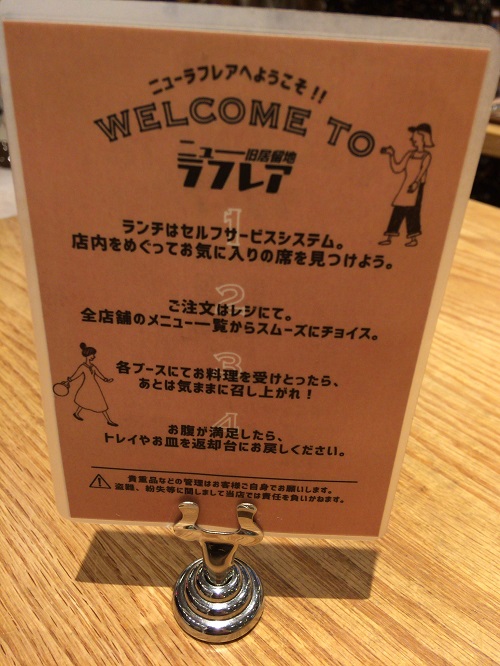 ニューラフレアへようこそ!!
WELCOME TO
ニュー旧居留地
ラフレア
1
ランチはセルフサービスシステム。
店内をめぐってお気に入りの席を見つけよう。
2
ご注文はレジにて。
全店舗のメニュー一覧からスムーズにチョイス。
3
各ブースにてお料理を受けとったら、
あとは気ままに召し上がれ!
4
お腹が満足したら、
トレイやお皿を返却台にお戻しください。
貴重品などの管理はお客様ご自身でお願いします。
盗難、紛失等に関しまして当店では責任を負いかねます。